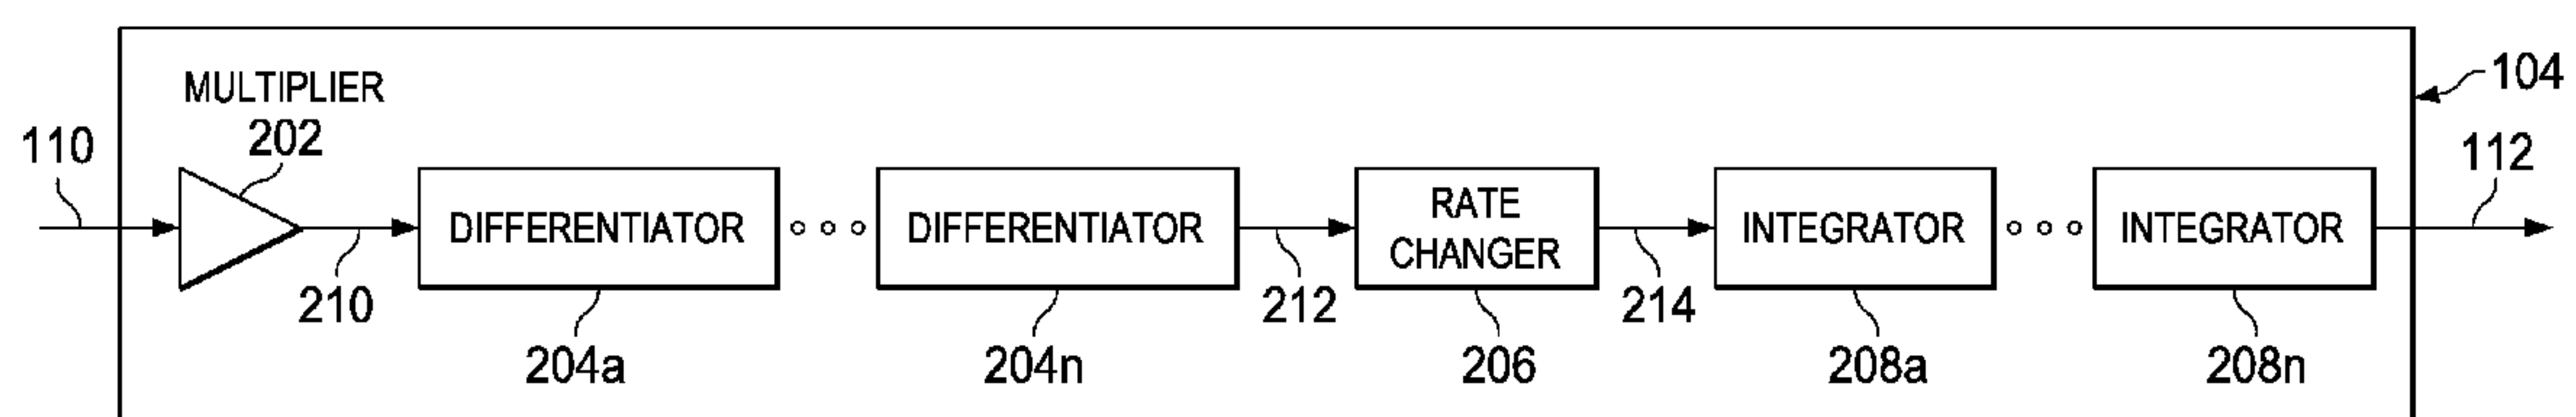 MULTIPLIER
202
104
110
112
DIFFERENTIATOR
DIFFERENTIATOR
RATE
CHANGER
INTEGRATOR
INTEGRATOR
210
212
214
204a
204n
206
208a
208n